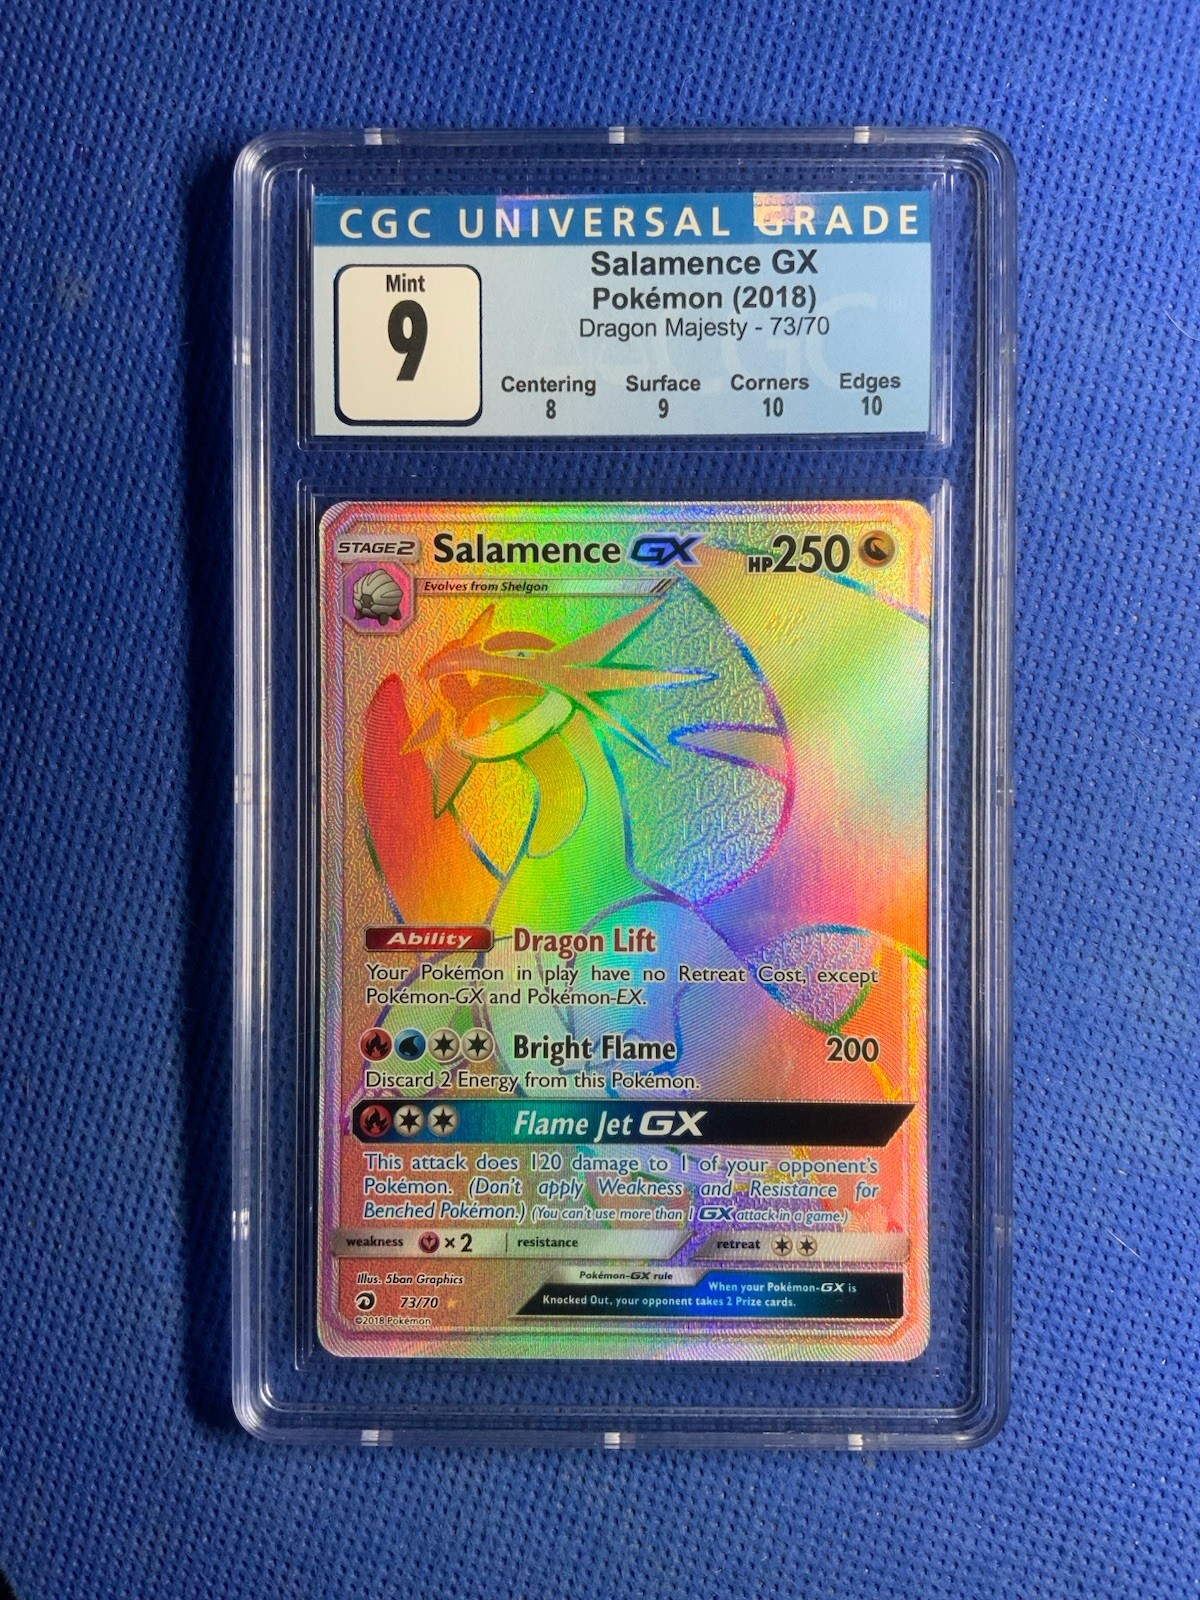 CGC UNIVERSAL GRADE
Mint
9
Salamence GX
Pokémon (2018)
Dragon Majesty - 73/70
Centering Surface Corners Edges
8 9 10 10
STAGE 2 Salamence GX HP250
Evolves from Shelgon
Ability Dragon Lift
Your Pokémon in play have no Retreat Cost, except
Pokémon-GX and Pokémon-EX.
Bright Flame 200
Discard 2 Energy from this Pokémon.
Flame Jet GX
This attack does 120 damage to 1 of your opponent's
Pokémon. (Don't apply Weakness and Resistance for
Benched Pokémon.) (You can't use more than 1 GX attack in a game.)
weakness ×2 resistance retreat
Illus. 5ban Graphics
73/70
©2018 Pokémon
Pokémon-GX rule
When your Pokémon-GX is
Knocked Out, your opponent takes 2 Prize cards.